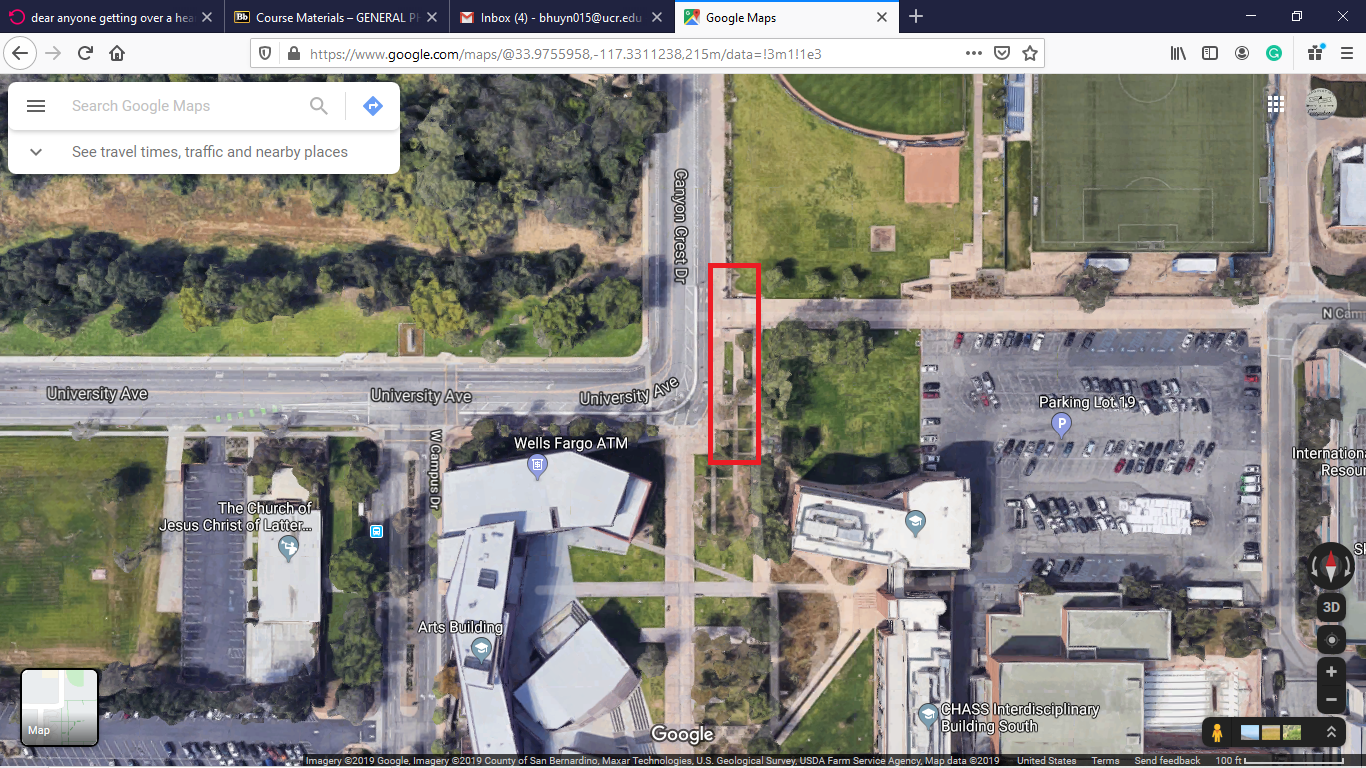 dear anyone getting over a hea
Course Materials – GENERAL P
Inbox (4) - bhuyn015@ucr.edu
Google Maps
https://www.google.com/maps/@33.9755958,-117.3311238,215m/data=!3m1!1e3
Search Google Maps
See travel times, traffic and nearby places
Canyon Crest Dr
N Cam
University Ave
University Ave
University Ave
Parking Lot 19
P
W Campus Dr
Wells Fargo ATM
Internationa
Resour
The Church of
Jesus Christ of Latter...
3D
Arts Building
CHASS Interdisciplinary
Building South
Map
Google
Imagery ©2019 Google, Imagery ©2019 County of San Bernardino, Maxar Technologies, U.S. Geological Survey, USDA Farm Service Agency, Map data ©2019
United States
Terms
Send feedback
100 ft